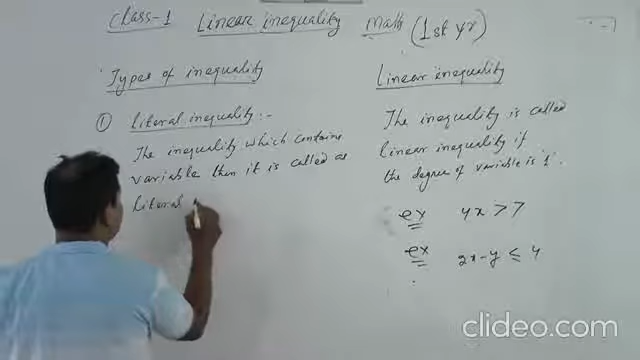 Class-1 Linear inequality Math (1st yr)
Types of inequality
① literal inequality :-
The inequality which contains
variable then it is called as
literal
Linear inequality
The inequality is called
linear inequality if
the degree of variable is '1'.
ex 4x > 7
ex 2x-y ≤ 4
clideo.com